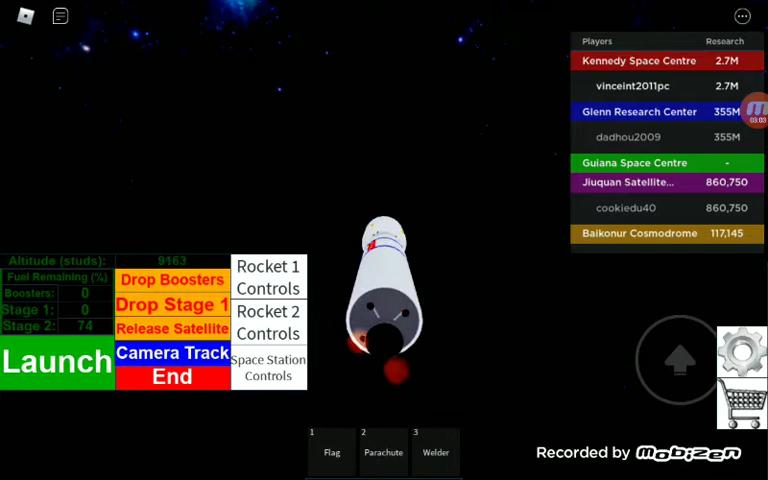 Players Research
Kennedy Space Centre 2.7M
vinceint2011pc 2.7M
Glenn Research Center 355M
03:03
dadhou2009 355M
Guiana Space Centre -
Jiuquan Satellite... 860,750
cookiedu40 860,750
Baikonur Cosmodrome 117,145
Altitude (studs): 9163
Fuel Remaining (%)
Boosters: 0
Stage 1: 0
Stage 2: 74
Launch
Drop Boosters
Drop Stage 1
Release Satellite
Camera Track
End
Rocket 1
Controls
Rocket 2
Controls
Space Station
Controls
1 2 3
Flag Parachute Welder
Recorded by Mobizen